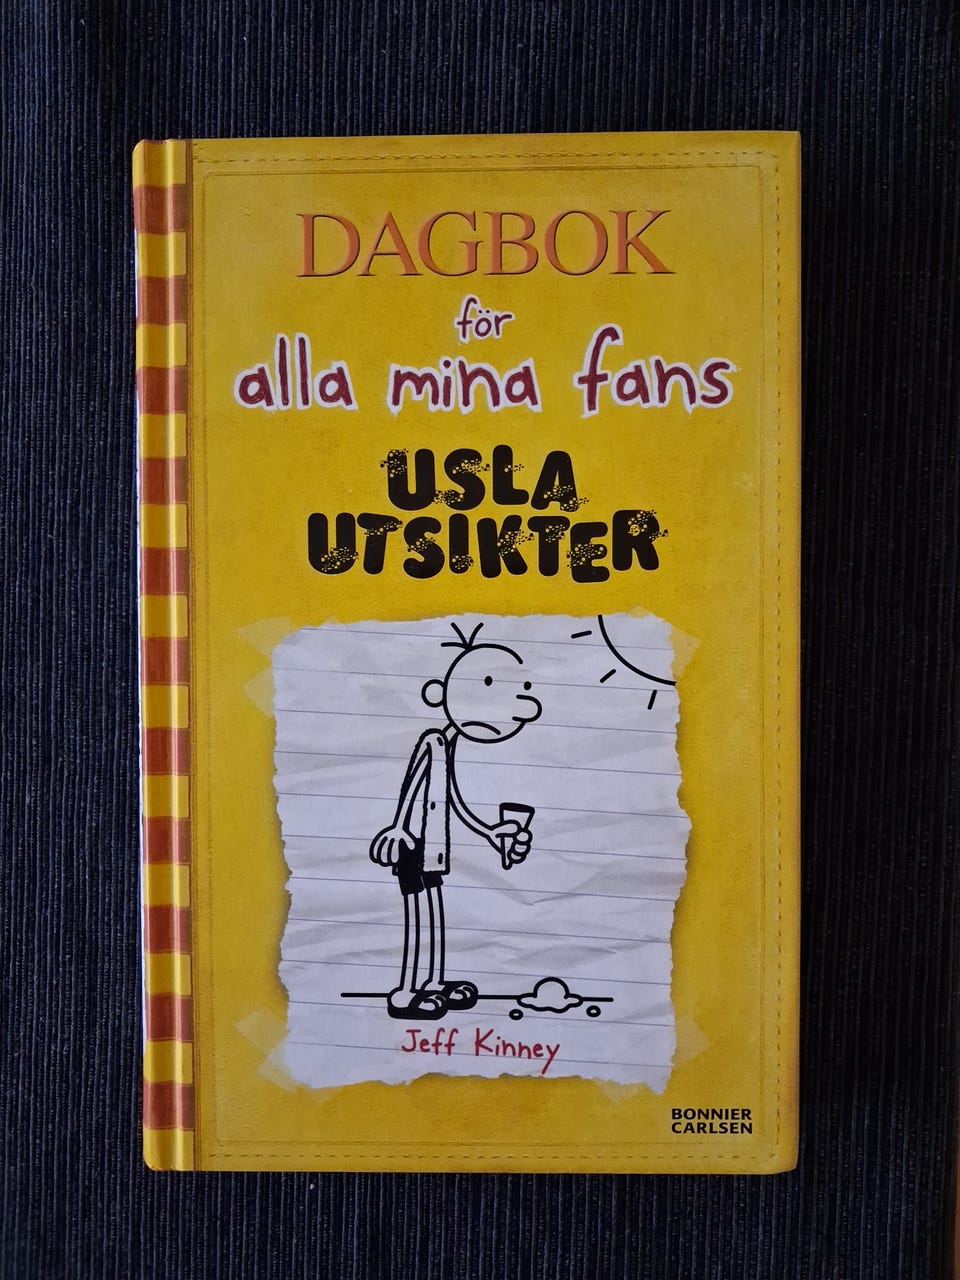 DAGBOK
för
alla mina fans
USLA
UTSIKTER
Jeff Kinney
BONNIER
CARLSEN